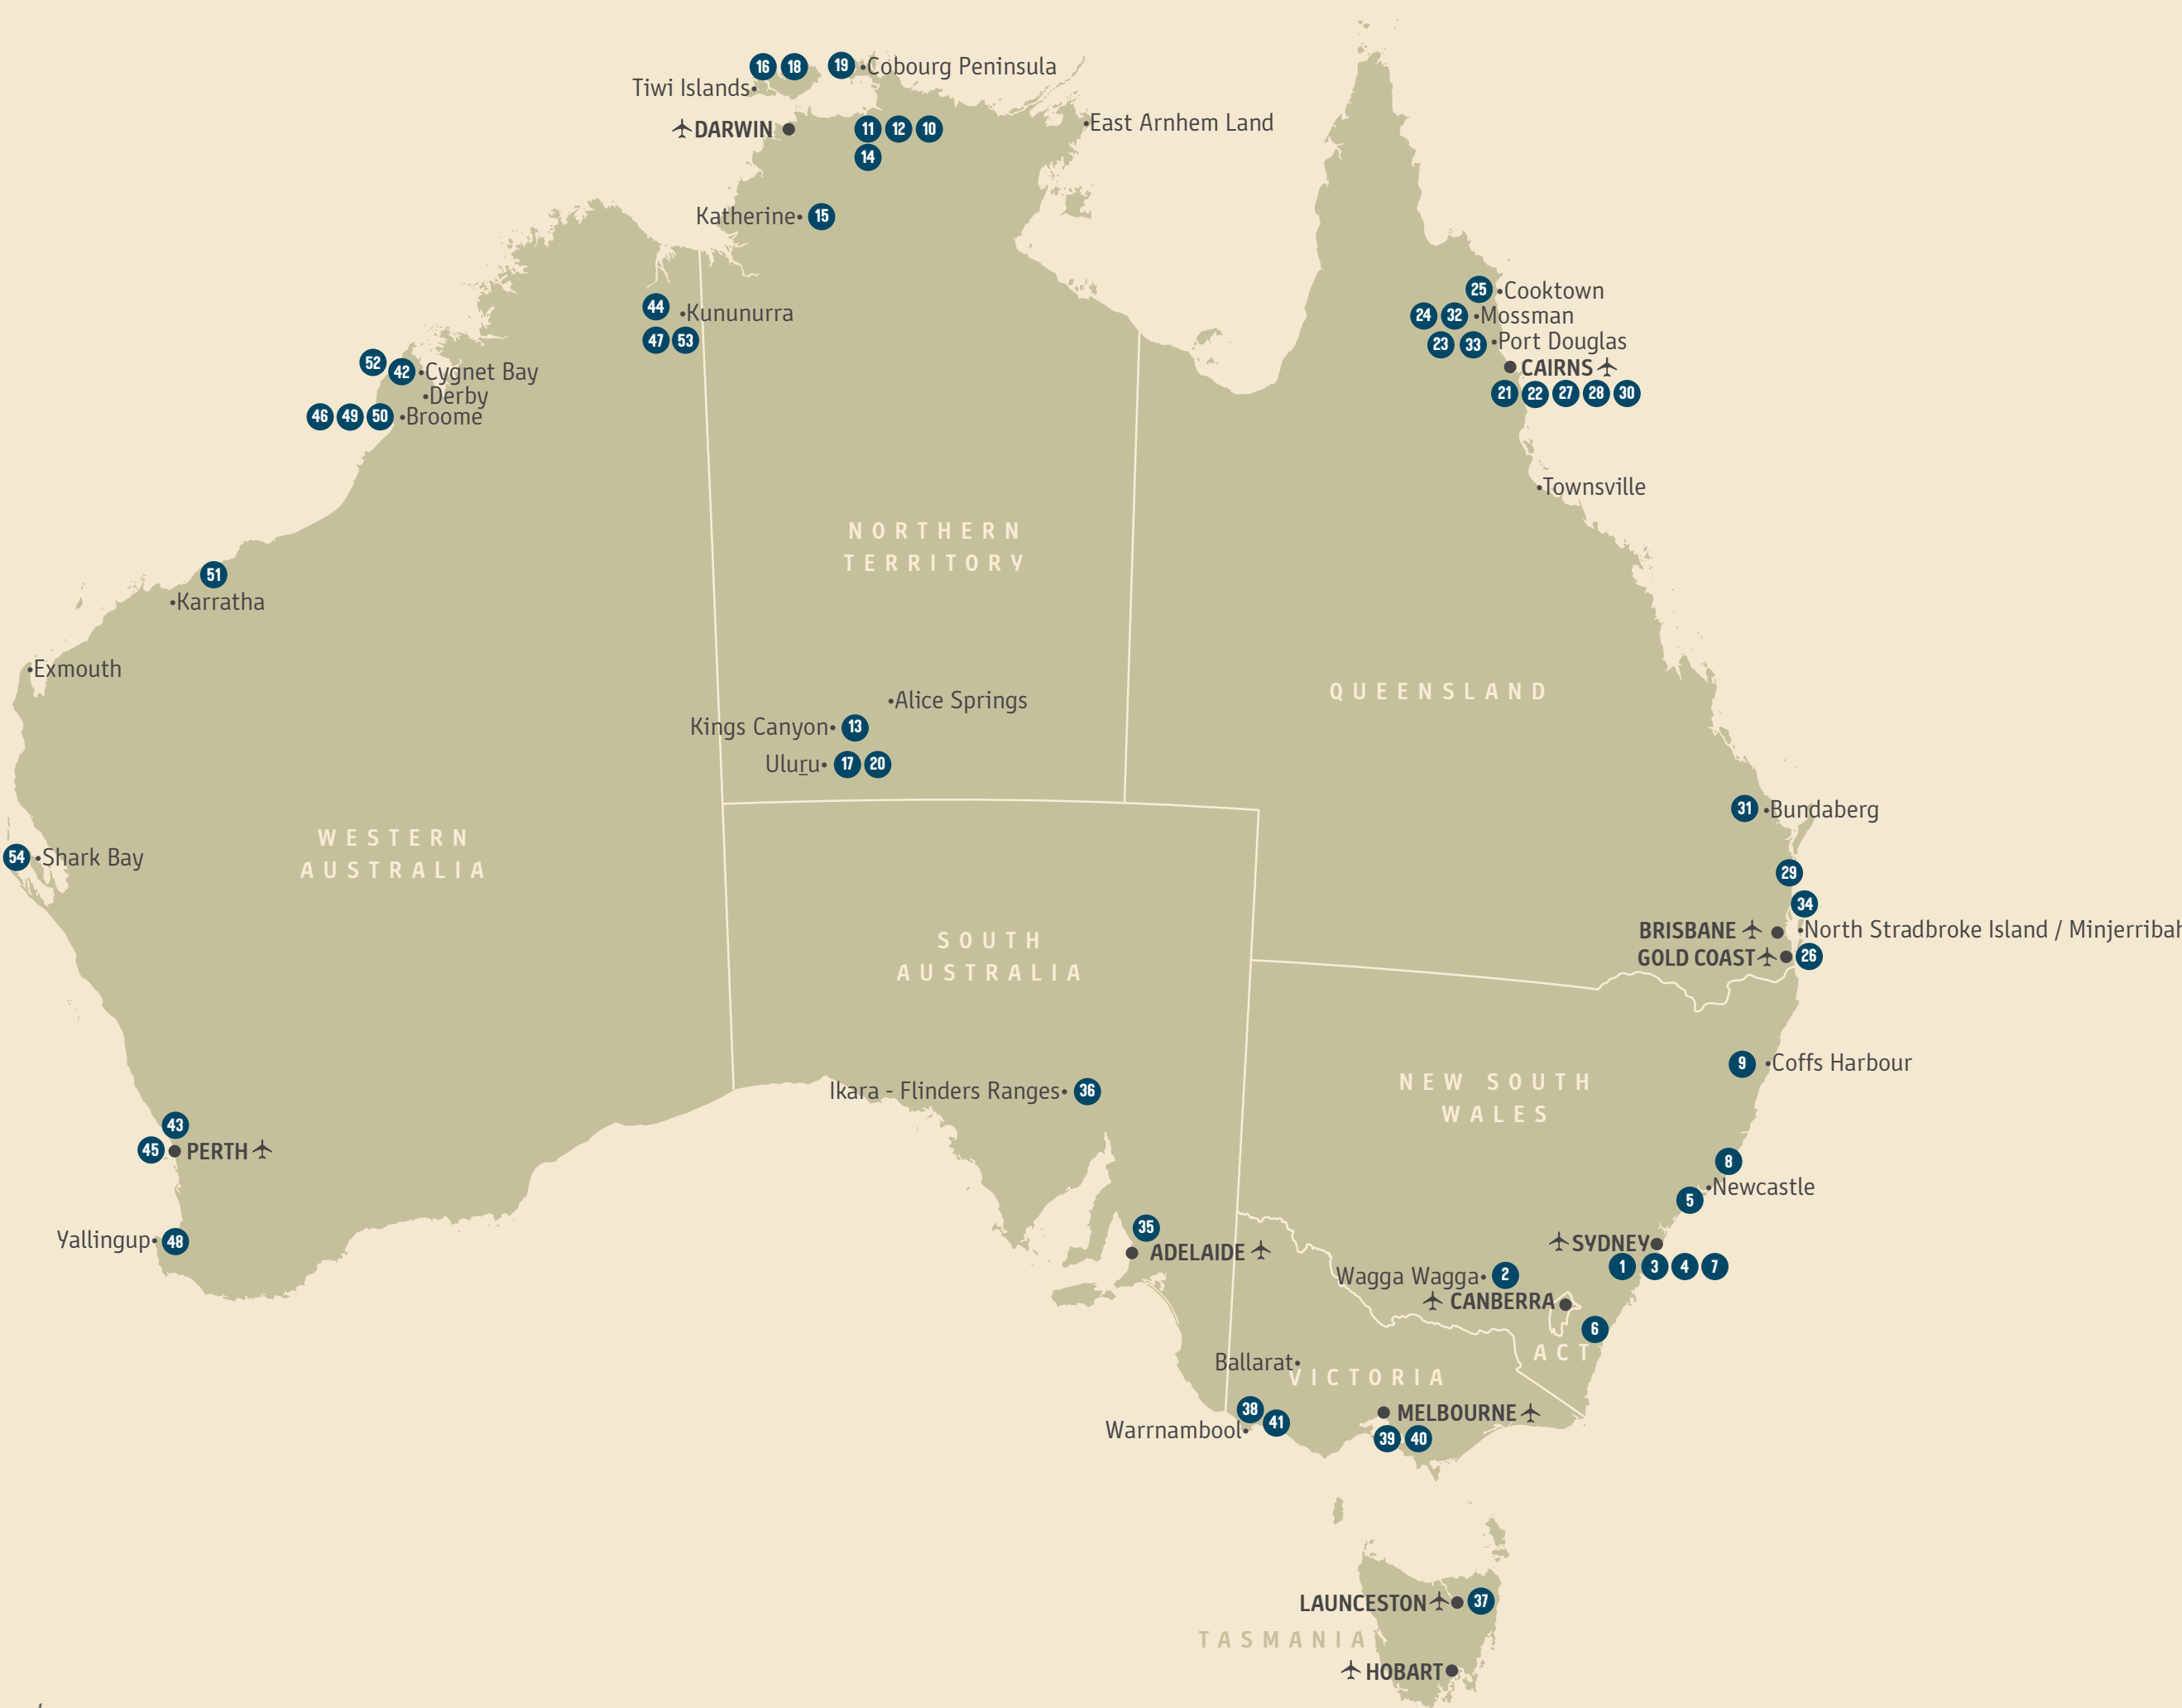 16 18 19 Cobourg Peninsula
Tiwi Islands
DARWIN
11 12 10
East Arnhem Land
14
Katherine 15
25 Cooktown
44 Kununurra
24 32 Mossman
47 53
23 33 Port Douglas
52
42 Cygnet Bay
CAIRNS
Derby
21 22 27 28 30
46 49 50 Broome
Townsville
NORTHERN
TERRITORY
51
Karratha
Exmouth
QUEENSLAND
Alice Springs
Kings Canyon 13
Uluṟu 17 20
31 Bundaberg
WESTERN
AUSTRALIA
54 Shark Bay
29
34
BRISBANE
North Stradbroke Island / Minjerribah
SOUTH
AUSTRALIA
GOLD COAST 26
9 Coffs Harbour
NEW SOUTH
WALES
Ikara - Flinders Ranges 36
43
45 PERTH
8
Newcastle
5
35
Yallingup 48
SYDNEY
ADELAIDE
1 3 4 7
Wagga Wagga 2
CANBERRA
6
ACT
Ballarat
VICTORIA
38
41
MELBOURNE
Warrnambool
39 40
LAUNCESTON 37
TASMANIA
HOBART